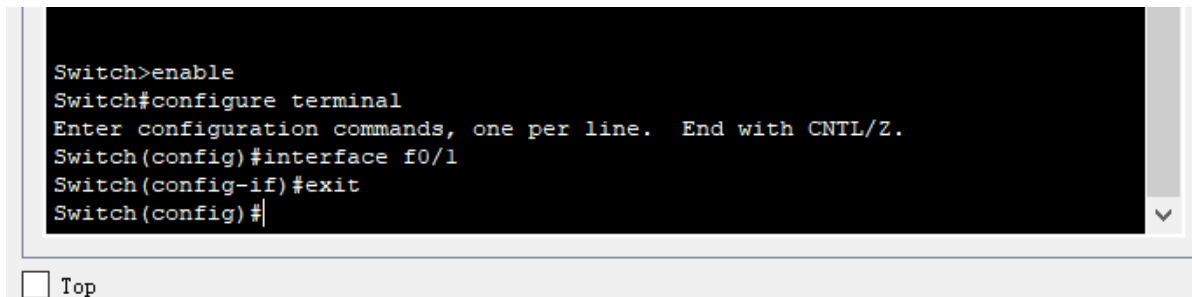 Switch>enable
Switch#configure terminal
Enter configuration commands, one per line.  End with CNTL/Z.
Switch(config)#interface f0/1
Switch(config-if)#exit
Switch(config)#
Top